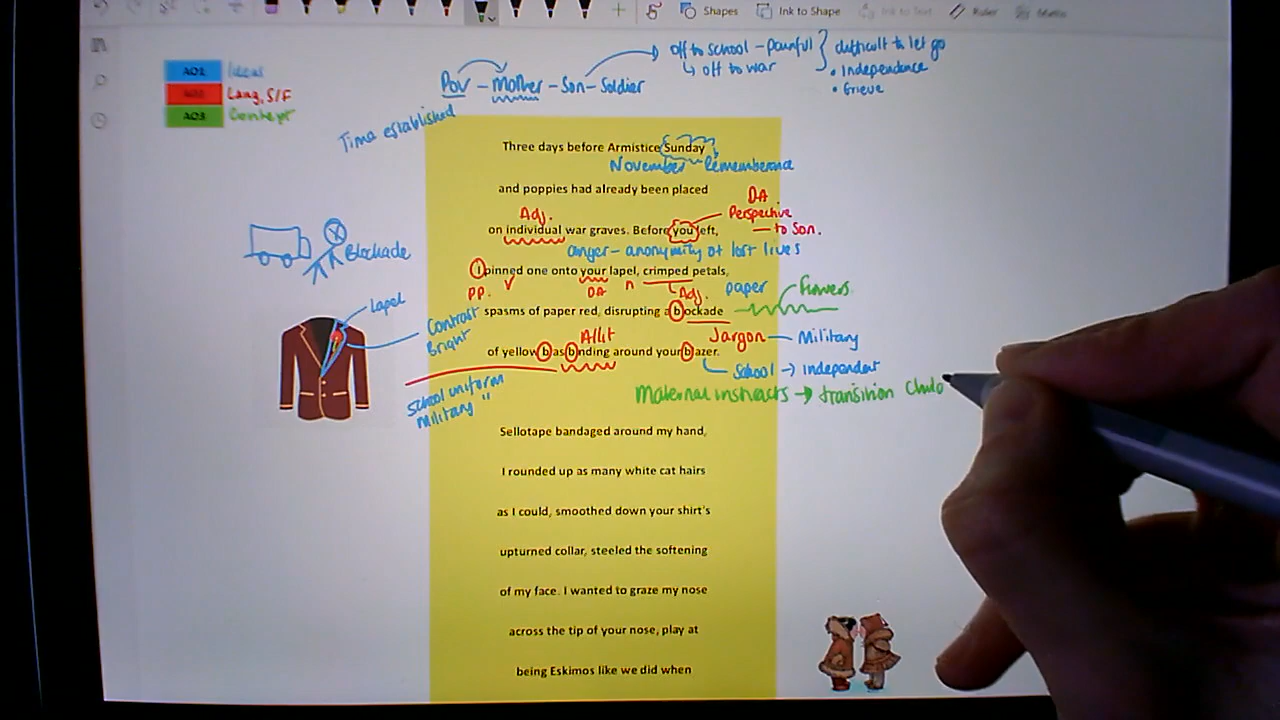 Shapes
Ink to Shape
Ink to Text
Ruler
Maths
AO1 Ideas
AO2 Lang, S/F
AO3 Context
Pov - Mother - Son - Soldier
off to school - painful
↳ off to war
difficult to let go
• Independence
• Grieve
Time established
Three days before Armistice Sunday
November Rememberance
and poppies had already been placed
Adj.
DA.
Perspective
— to Son.
on individual war graves. Before you left,
anger - anonymity of lost lives
Blockade
I pinned one onto your lapel, crimped petals,
PP. V DA n Adj. paper flowers
spasms of paper red, disrupting a blockade
Lapel
Contrast
Bright
Allit
Jargon — Military
of yellow bias binding around your blazer.
School → independent
School uniform
military "
Maternal instincts → transition Chilo
Sellotape bandaged around my hand,
I rounded up as many white cat hairs
as I could, smoothed down your shirt's
upturned collar, steeled the softening
of my face. I wanted to graze my nose
across the tip of your nose, play at
being Eskimos like we did when